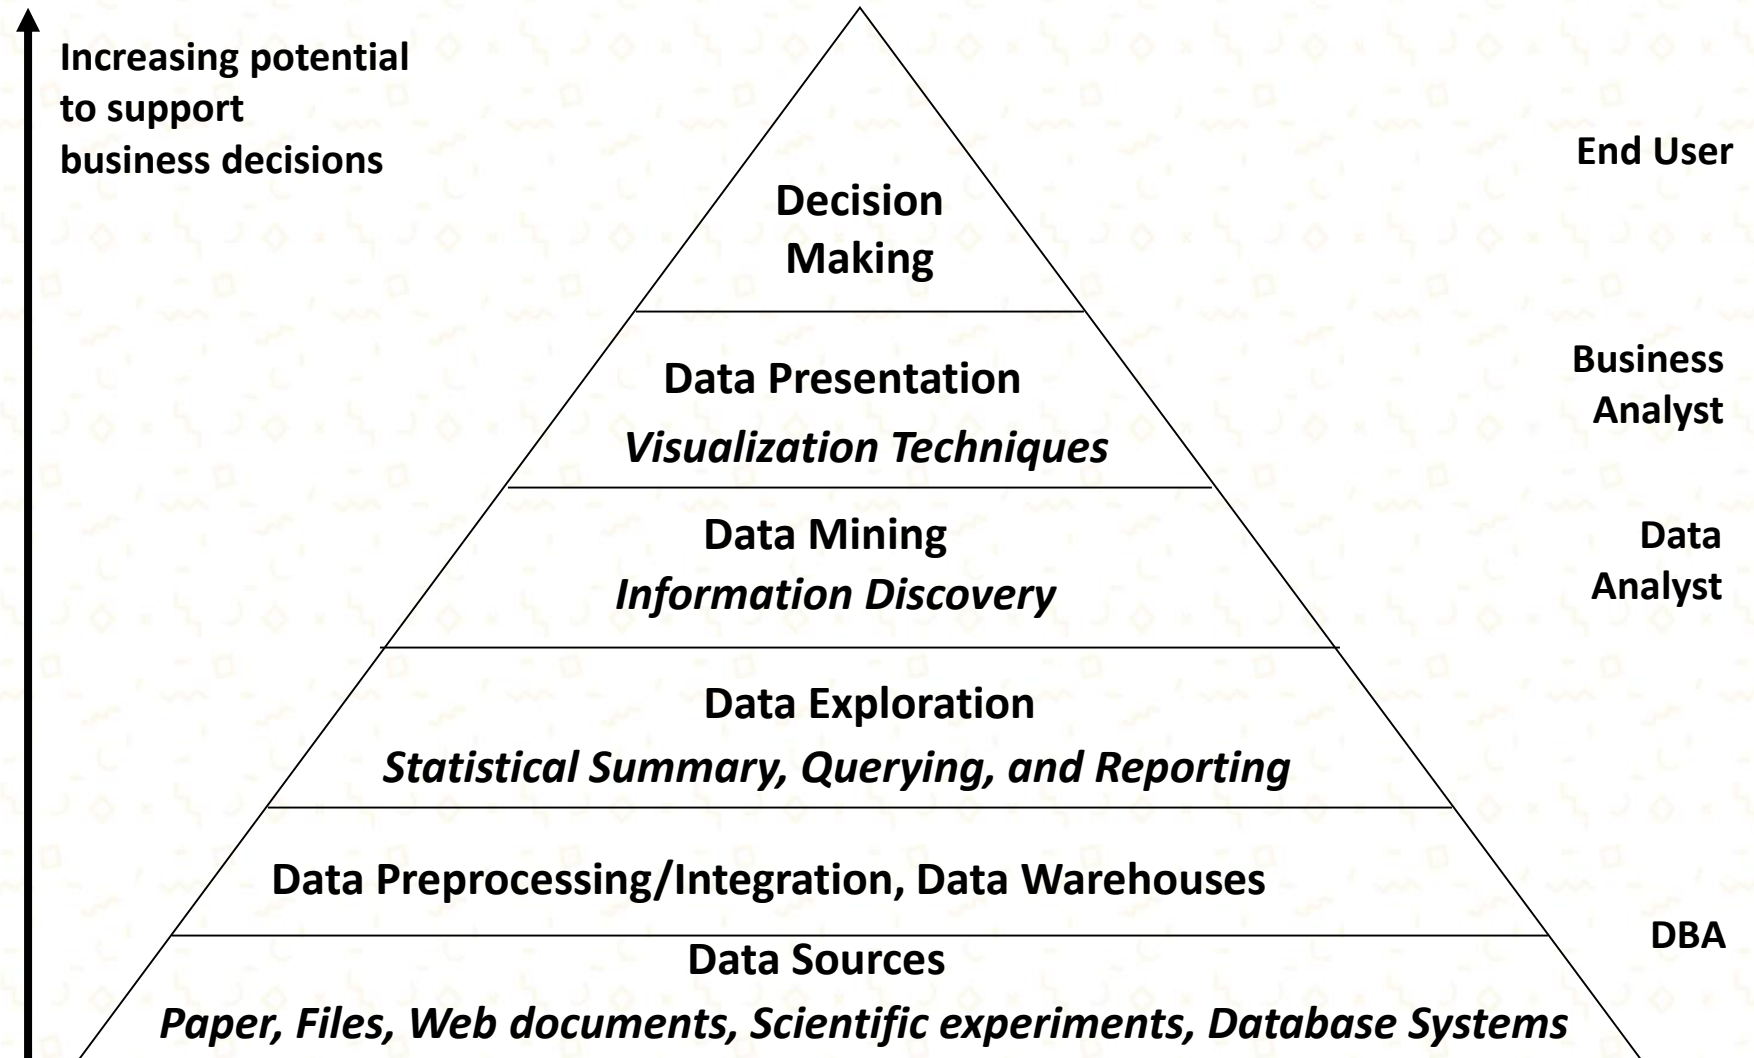 Increasing potential
to support
business decisions
End User
Decision
Making
Business
Analyst
Data Presentation
Visualization Techniques
Data Mining
Information Discovery
Data
Analyst
Data Exploration
Statistical Summary, Querying, and Reporting
Data Preprocessing/Integration, Data Warehouses
DBA
Data Sources
Paper, Files, Web documents, Scientific experiments, Database Systems